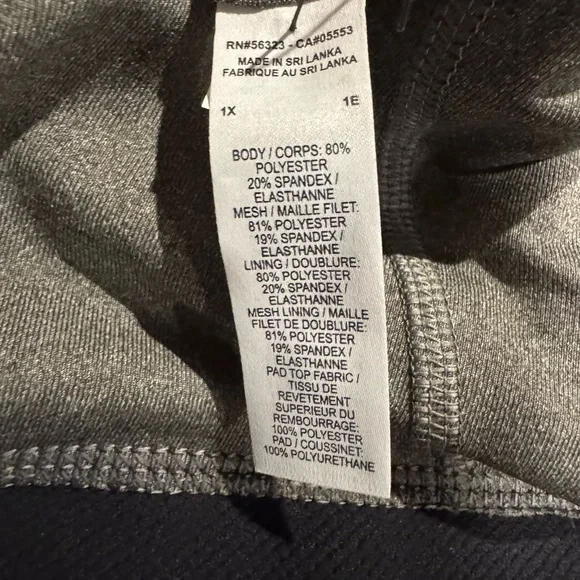 RN#56323 - CA#05553
MADE IN SRI LANKA
FABRIQUE AU SRI LANKA
1X 1E
BODY / CORPS: 80%
POLYESTER
20% SPANDEX /
ELASTHANNE
MESH / MAILLE FILET:
81% POLYESTER
19% SPANDEX /
ELASTHANNE
LINING / DOUBLURE:
80% POLYESTER
20% SPANDEX /
ELASTHANNE
MESH LINING / MAILLE
FILET DE DOUBLURE:
81% POLYESTER
19% SPANDEX /
ELASTHANNE
PAD TOP FABRIC /
TISSU DE
REVETEMENT
SUPERIEUR DU
REMBOURRAGE:
100% POLYESTER
PAD / COUSSINET:
100% POLYURETHANE